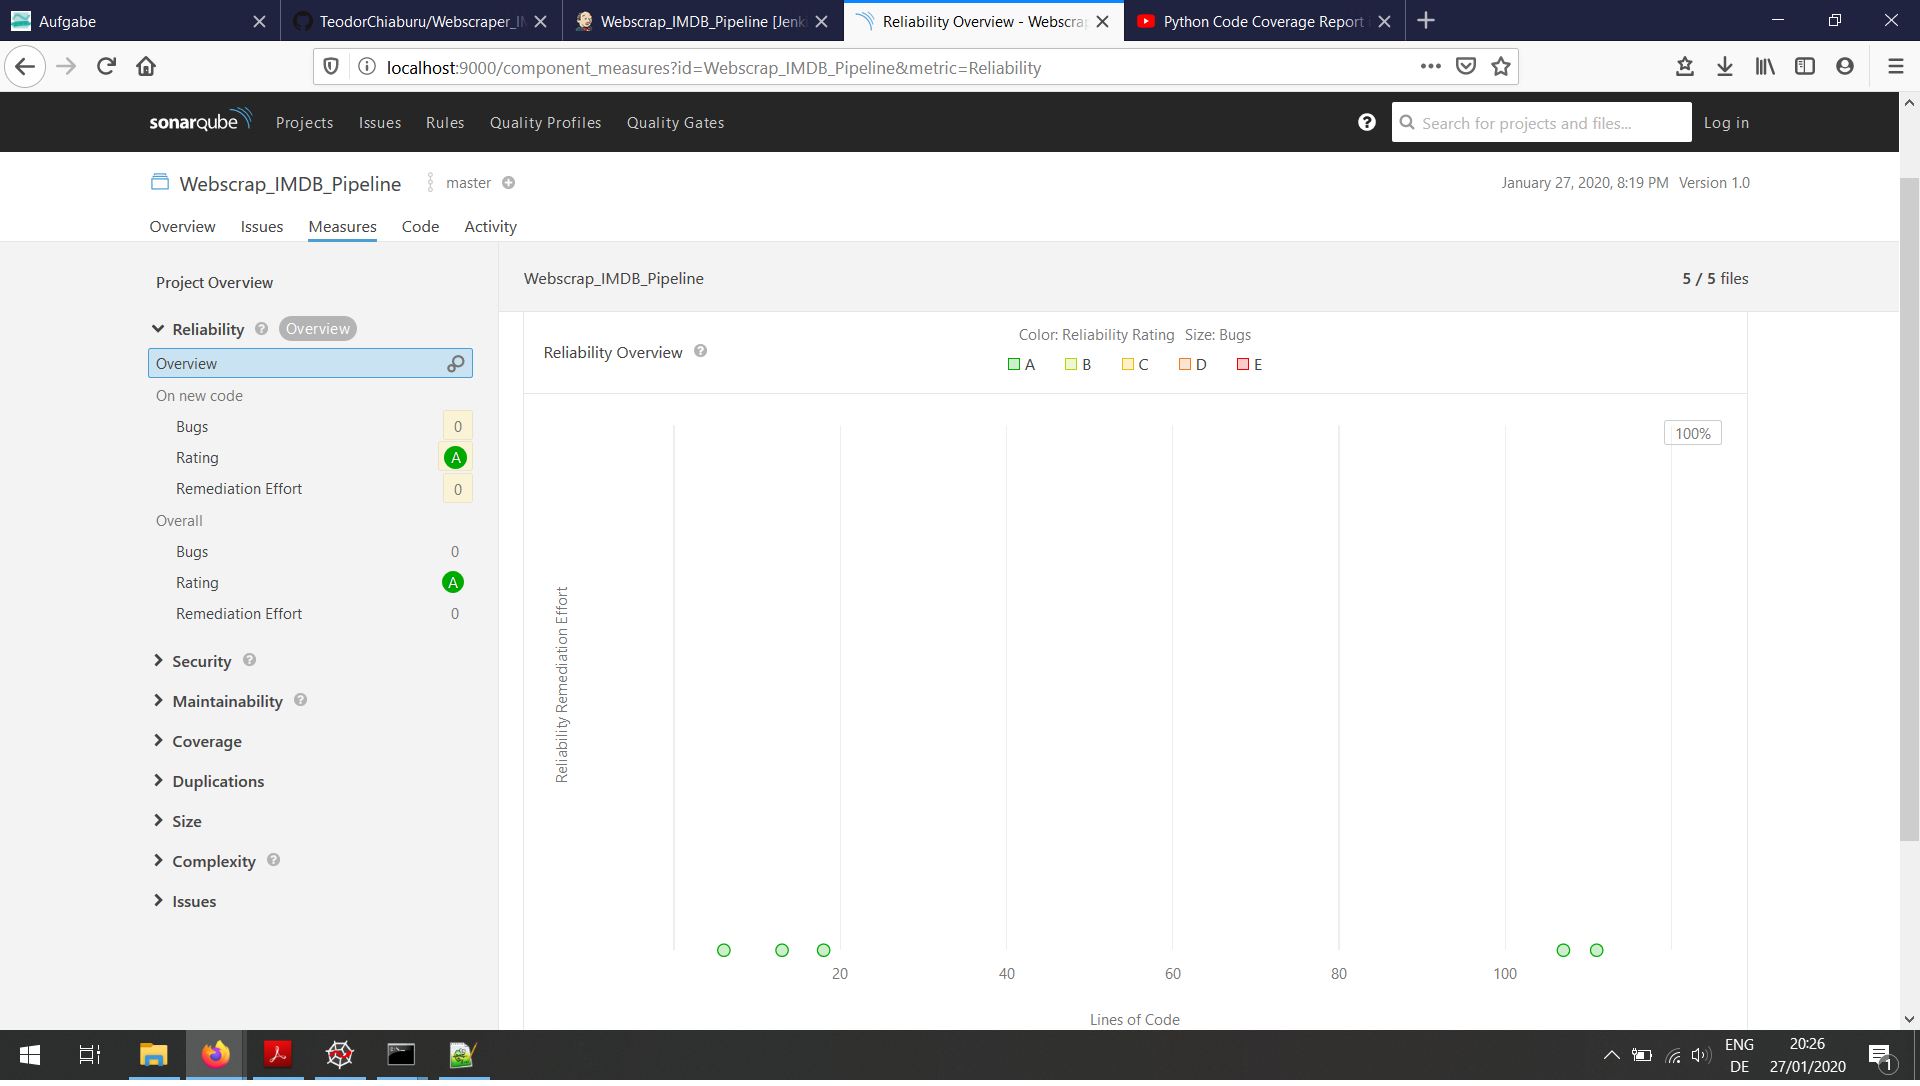 Aufgabe
TeodorChiaburu/Webscraper_IM
Webscrap_IMDB_Pipeline [Jenki
Reliability Overview - Webscrap
Python Code Coverage Report i
localhost:9000/component_measures?id=Webscrap_IMDB_Pipeline&metric=Reliability
sonarqube
Projects
Issues
Rules
Quality Profiles
Quality Gates
Search for projects and files...
Log in
Webscrap_IMDB_Pipeline
master
January 27, 2020, 8:19 PM Version 1.0
Overview
Issues
Measures
Code
Activity
Project Overview
Reliability ? Overview
Overview
On new code
Bugs 0
Rating A
Remediation Effort 0
Overall
Bugs 0
Rating A
Remediation Effort 0
Security ?
Maintainability ?
Coverage
Duplications
Size
Complexity ?
Issues
Webscrap_IMDB_Pipeline
5 / 5 files
Reliability Overview ?
Color: Reliability Rating Size: Bugs
A B C D E
100%
Reliability Remediation Effort
20 40 60 80 100
Lines of Code
ENG
DE
20:26
27/01/2020
1